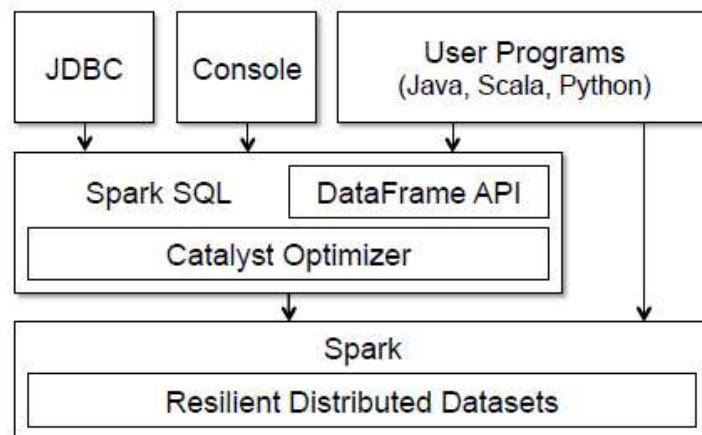 JDBC
Console
User Programs
(Java, Scala, Python)
Spark SQL
DataFrame API
Catalyst Optimizer
Spark
Resilient Distributed Datasets